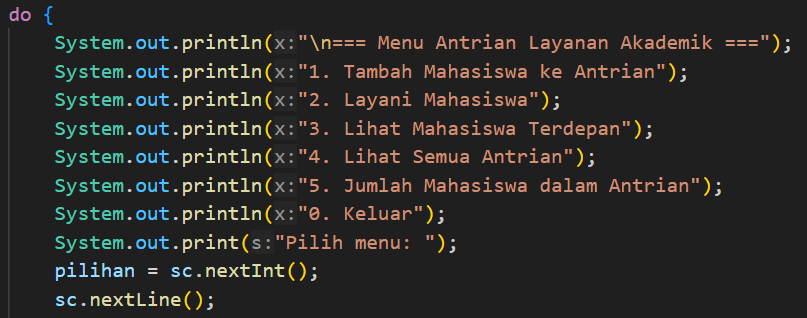 do {
System.out.println(x:"\n=== Menu Antrian Layanan Akademik ===");
System.out.println(x:"1. Tambah Mahasiswa ke Antrian");
System.out.println(x:"2. Layani Mahasiswa");
System.out.println(x:"3. Lihat Mahasiswa Terdepan");
System.out.println(x:"4. Lihat Semua Antrian");
System.out.println(x:"5. Jumlah Mahasiswa dalam Antrian");
System.out.println(x:"0. Keluar");
System.out.print(s:"Pilih menu: ");
pilihan = sc.nextInt();
sc.nextLine();